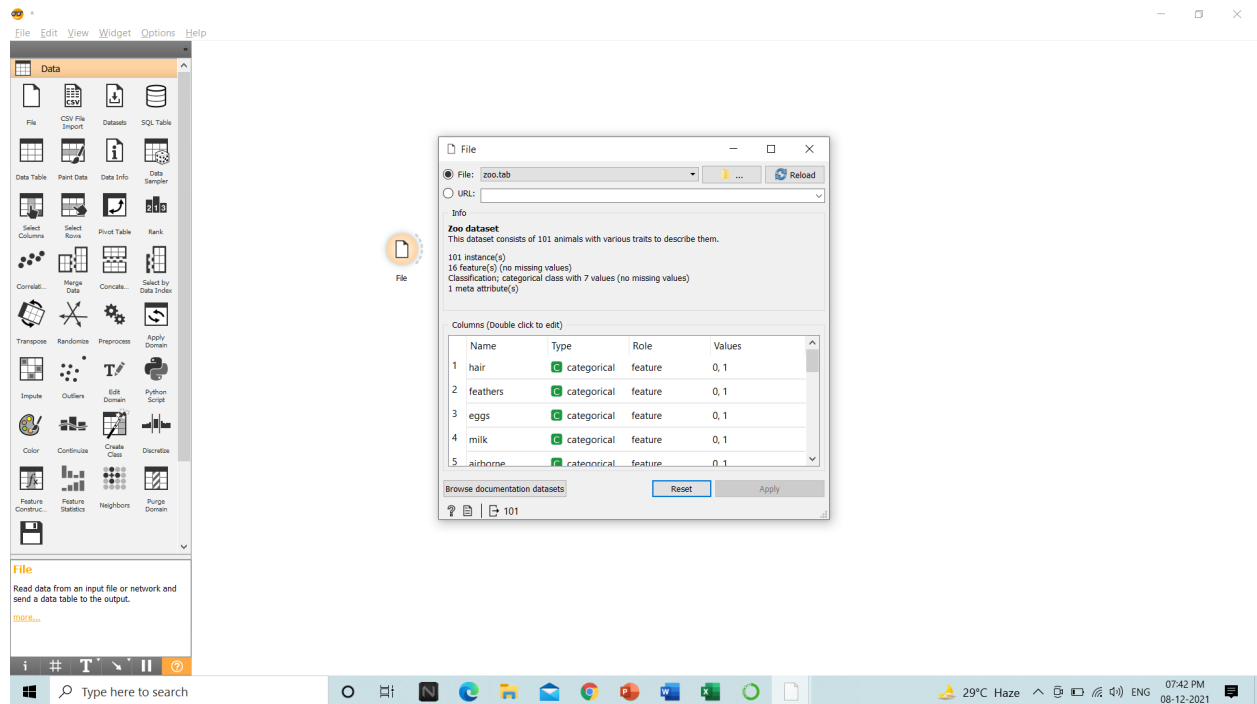 File Edit View Widget Options Help
Data
File
CSV File
Import
Datasets
SQL Table
Data Table
Paint Data
Data Info
Data
Sampler
Select
Columns
Select
Rows
Pivot Table
Rank
Correlati...
Merge
Data
Concate...
Select by
Data Index
Transpose
Randomize
Preprocess
Apply
Domain
Impute
Outliers
Edit
Domain
Python
Script
Color
Continuize
Create
Class
Discretize
Feature
Construc...
Feature
Statistics
Neighbors
Purge
Domain
File
Read data from an input file or network and
send a data table to the output.
more...
File
File
File: zoo.tab ... Reload
URL:
Info
Zoo dataset
This dataset consists of 101 animals with various traits to describe them.
101 instance(s)
16 feature(s) (no missing values)
Classification; categorical class with 7 values (no missing values)
1 meta attribute(s)
Columns (Double click to edit)
Name Type Role Values
1 hair C categorical feature 0, 1
2 feathers C categorical feature 0, 1
3 eggs C categorical feature 0, 1
4 milk C categorical feature 0, 1
5 airborne C categorical feature 0, 1
Browse documentation datasets Reset Apply
? 101
Type here to search
29°C Haze ENG
07:42 PM
08-12-2021